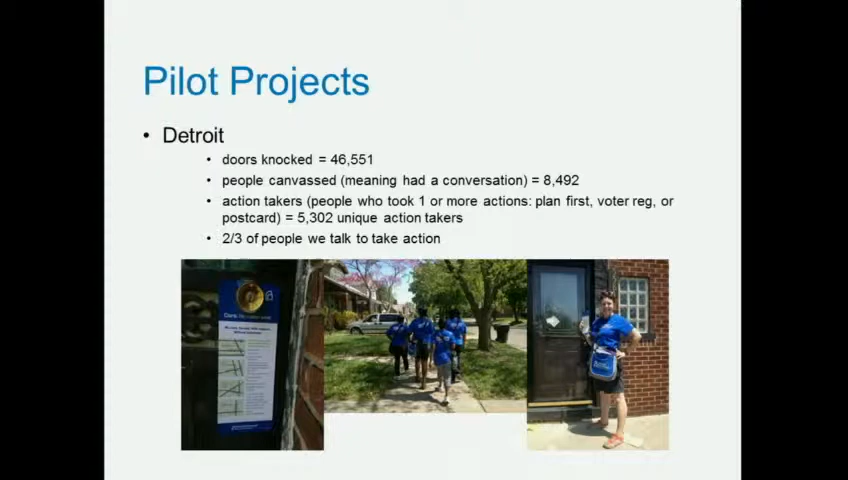 Pilot Projects
• Detroit
• doors knocked = 46,551
• people canvassed (meaning had a conversation) = 8,492
• action takers (people who took 1 or more actions: plan first, voter reg, or
postcard) = 5,302 unique action takers
• 2/3 of people we talk to take action